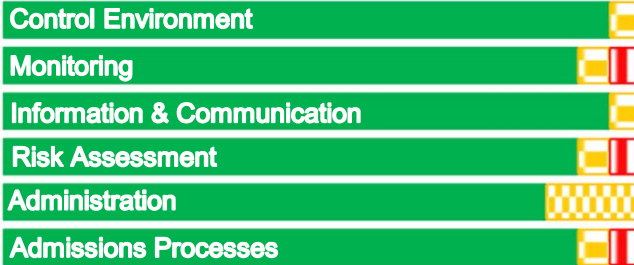 Control Environment
Monitoring
Information & Communication
Risk Assessment
Administration
Admissions Processes